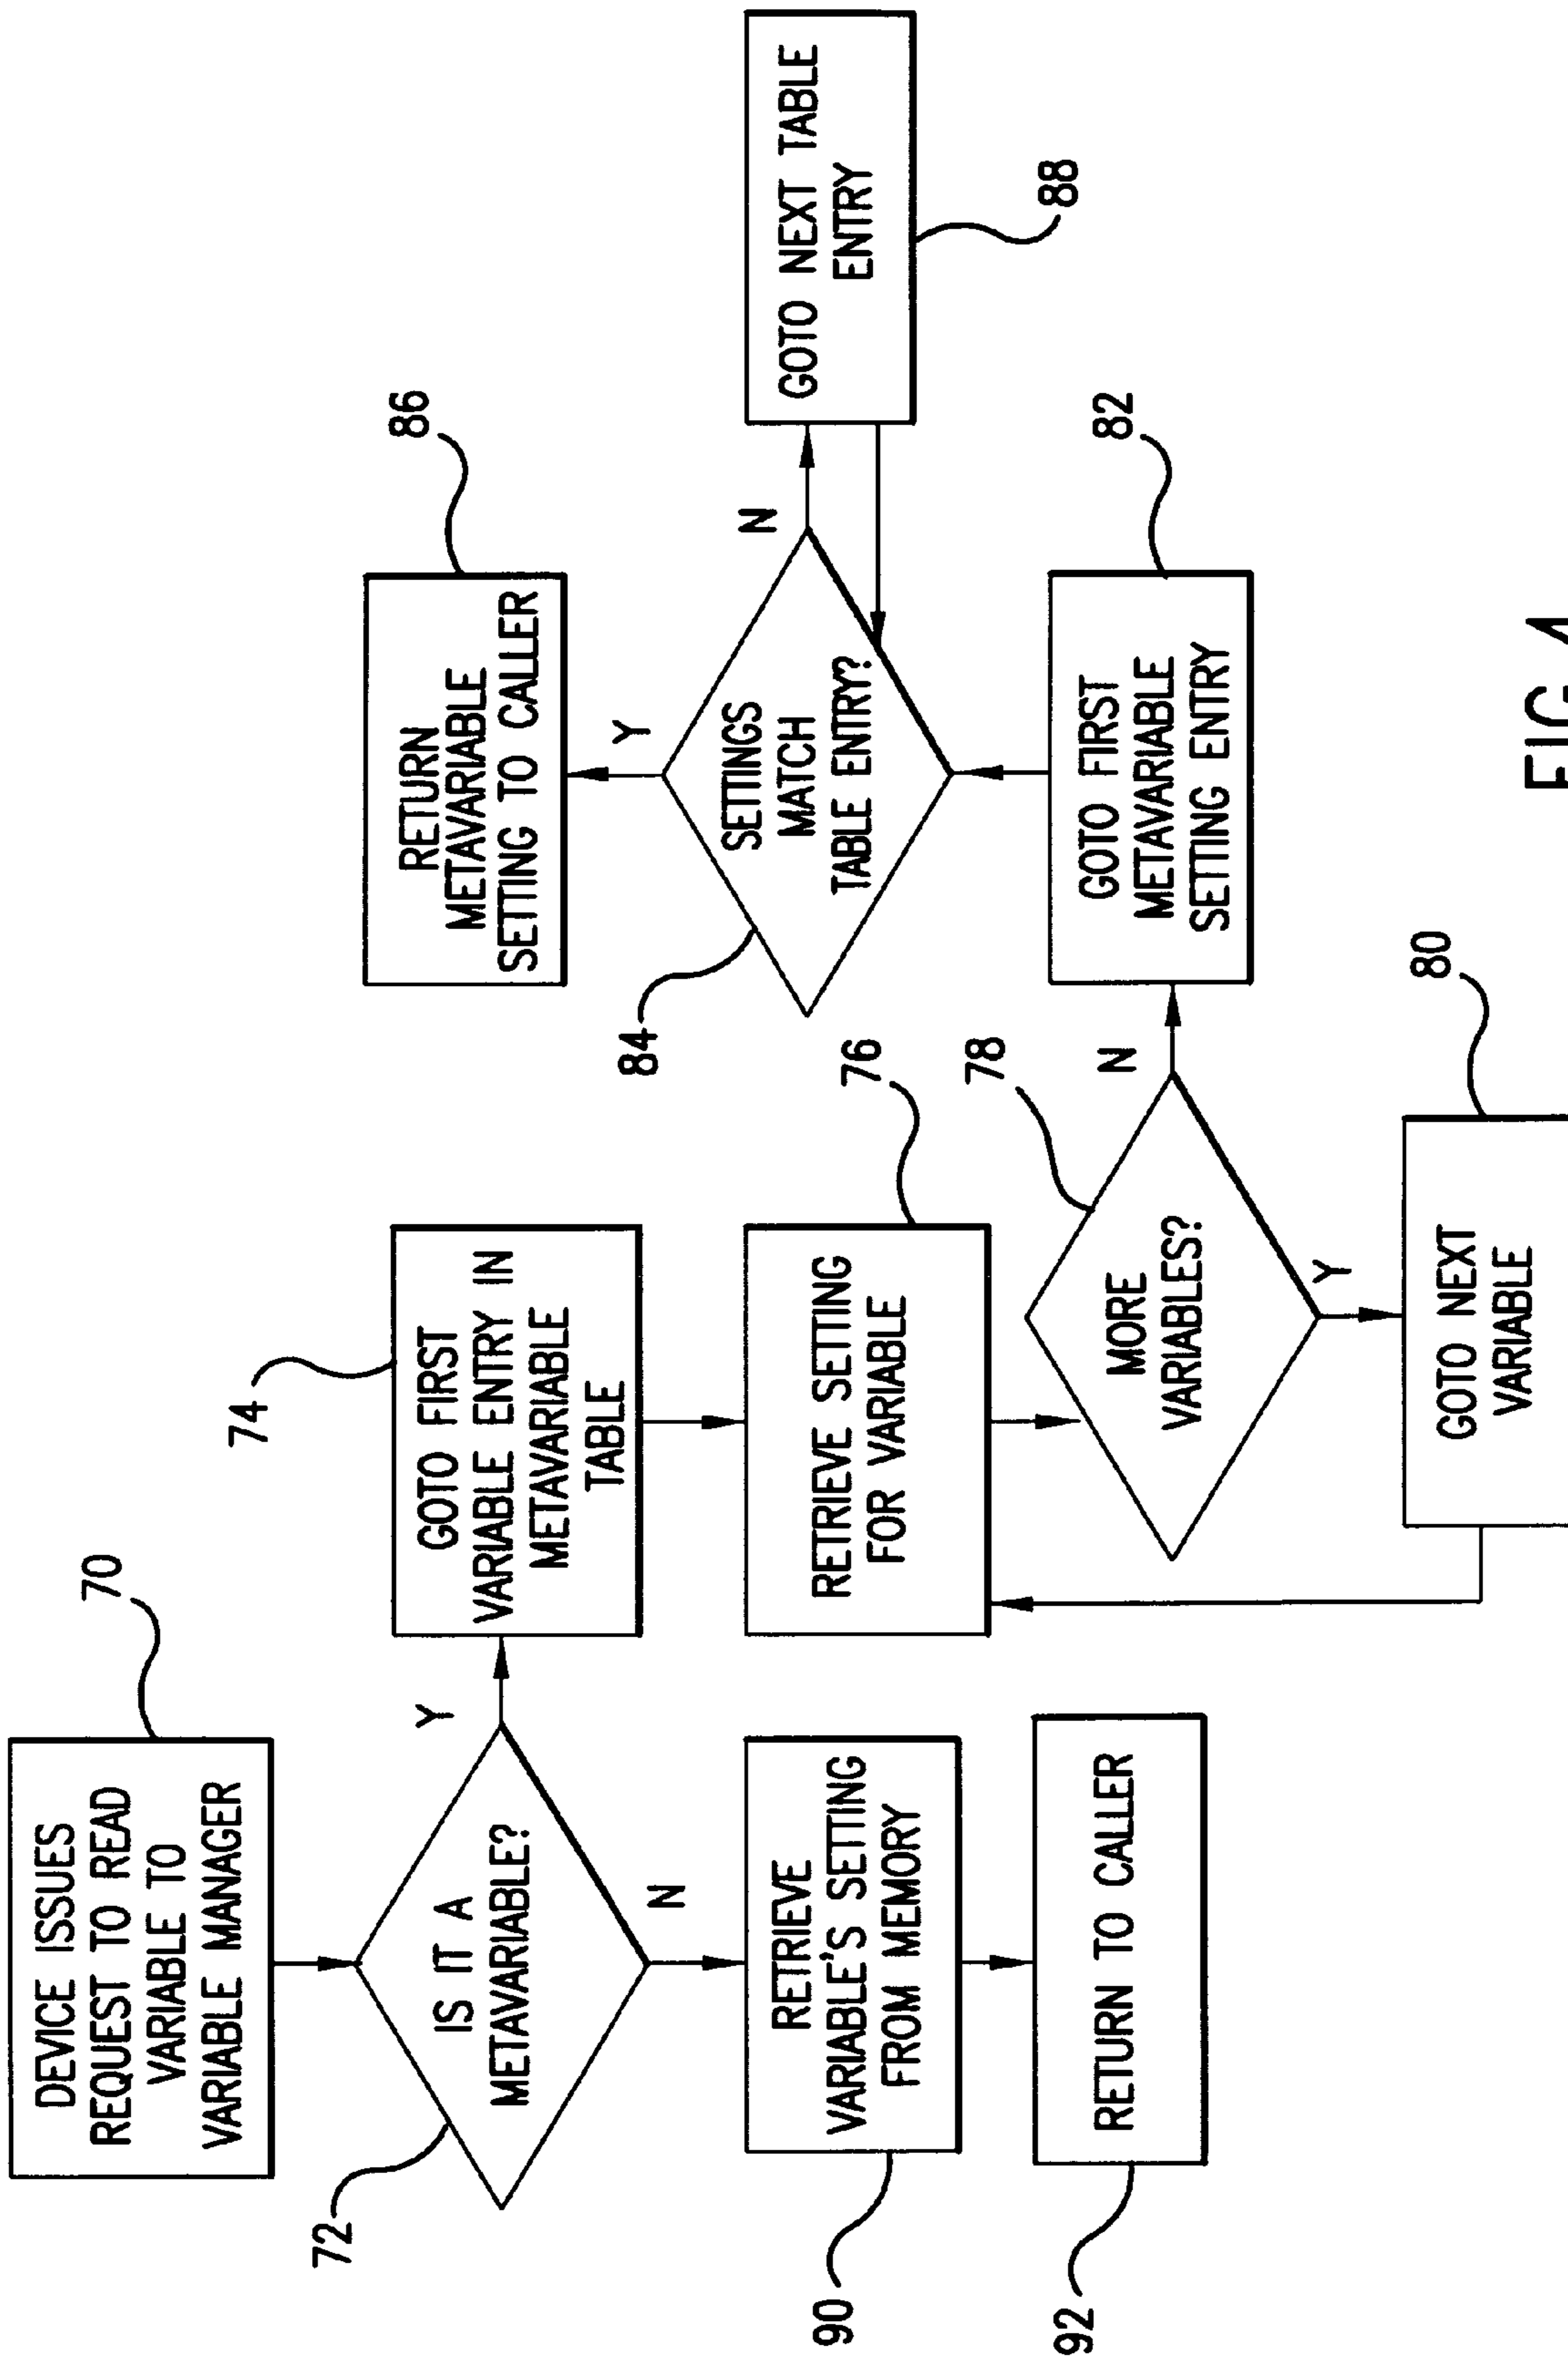 70
DEVICE ISSUES
REQUEST TO READ
VARIABLE TO
VARIABLE MANAGER
72
IS IT A
METAVARIABLE?
Y
N
90
RETRIEVE
VARIABLE'S SETTING
FROM MEMORY
92
RETURN TO CALLER
74
GOTO FIRST
VARIABLE ENTRY IN
METAVARIABLE
TABLE
76
RETRIEVE SETTING
FOR VARIABLE
78
MORE
VARIABLES?
N
Y
80
GOTO NEXT
VARIABLE
82
GOTO FIRST
METAVARIABLE
SETTING ENTRY
84
SETTINGS
MATCH
TABLE ENTRY?
Y
N
86
RETURN
METAVARIABLE
SETTING TO CALLER
88
GOTO NEXT TABLE
ENTRY
FIG.4